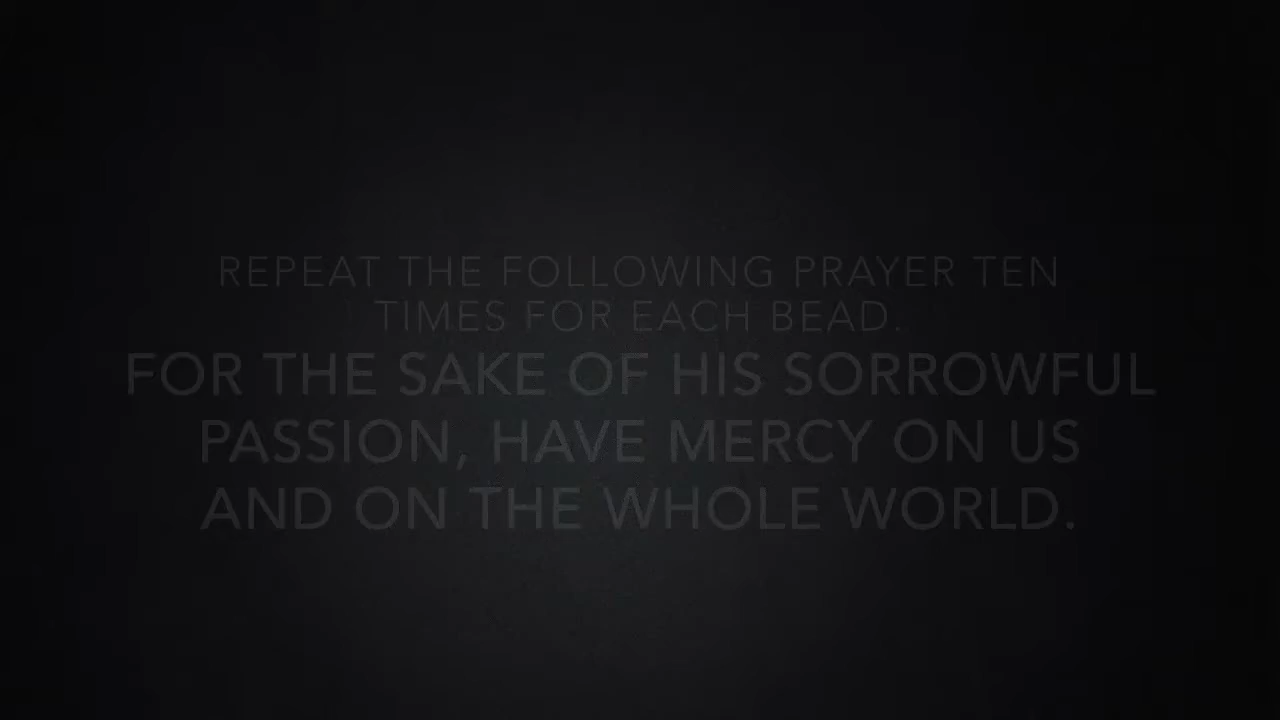 REPEAT THE FOLLOWING PRAYER TEN
TIMES FOR EACH BEAD.
FOR THE SAKE OF HIS SORROWFUL
PASSION, HAVE MERCY ON US
AND ON THE WHOLE WORLD.